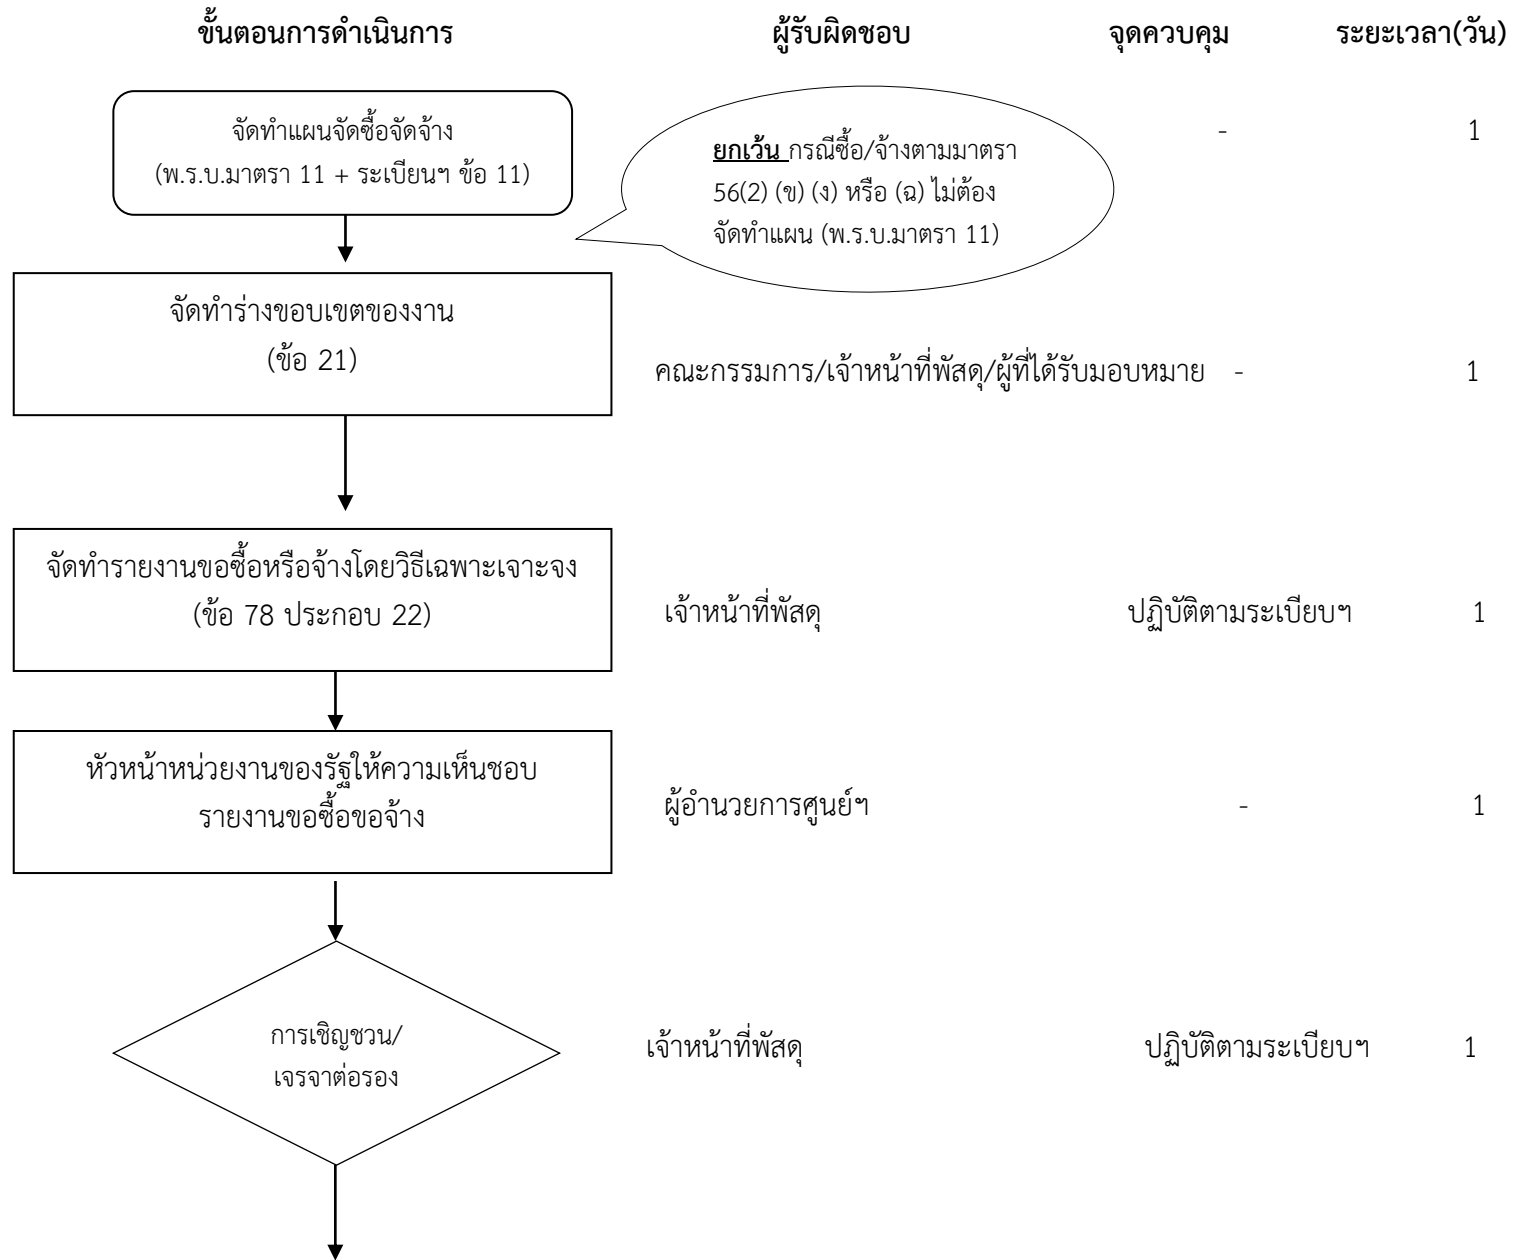 ขั้นตอนการดำเนินการ ผู้รับผิดชอบ จุดควบคุม ระยะเวลา(วัน)
จัดทำแผนจัดซื้อจัดจ้าง
(พ.ร.บ.มาตรา 11 + ระเบียนฯ ข้อ 11)
ยกเว้น กรณีซื้อ/จ้างตามมาตรา
56(2) (ข) (ง) หรือ (ฉ) ไม่ต้อง
จัดทำแผน (พ.ร.บ.มาตรา 11)
- 1
จัดทำร่างขอบเขตของงาน
(ข้อ 21)
คณะกรรมการ/เจ้าหน้าที่พัสดุ/ผู้ที่ได้รับมอบหมาย - 1
จัดทำรายงานขอซื้อหรือจ้างโดยวิธีเฉพาะเจาะจง
(ข้อ 78 ประกอบ 22)
เจ้าหน้าที่พัสดุ ปฏิบัติตามระเบียบฯ 1
หัวหน้าหน่วยงานของรัฐให้ความเห็นชอบ
รายงานขอซื้อขอจ้าง
ผู้อำนวยการศูนย์ฯ - 1
การเชิญชวน/
เจรจาต่อรอง
เจ้าหน้าที่พัสดุ ปฏิบัติตามระเบียบฯ 1